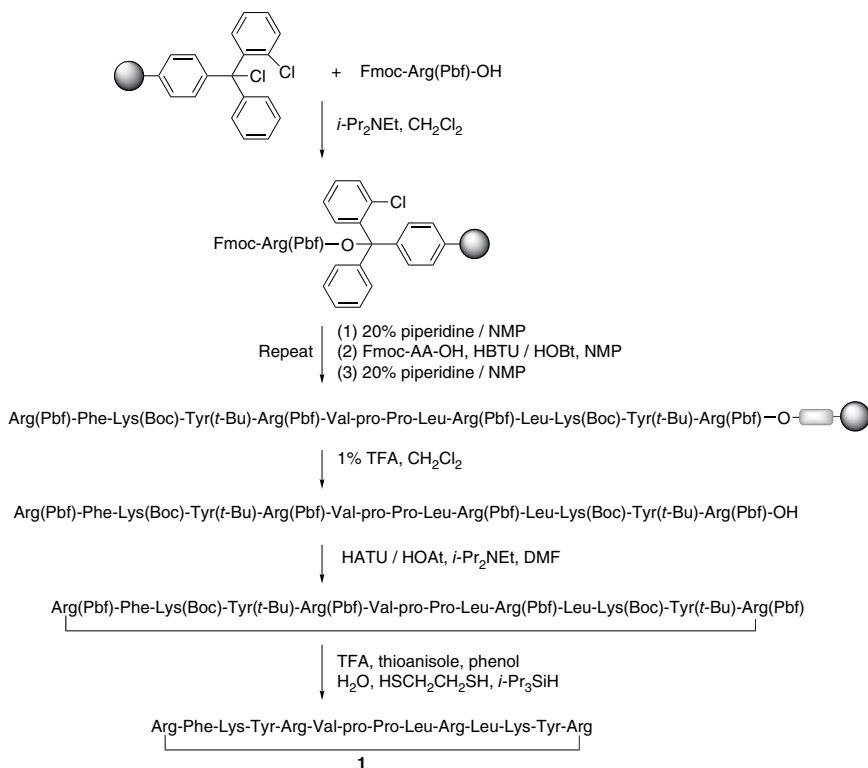 Cl
Cl
+ Fmoc-Arg(Pbf)-OH
i-Pr₂NEt, CH₂Cl₂
Cl
Fmoc-Arg(Pbf)–O
Repeat
(1) 20% piperidine / NMP
(2) Fmoc-AA-OH, HBTU / HOBt, NMP
(3) 20% piperidine / NMP
Arg(Pbf)-Phe-Lys(Boc)-Tyr(t-Bu)-Arg(Pbf)-Val-pro-Pro-Leu-Arg(Pbf)-Leu-Lys(Boc)-Tyr(t-Bu)-Arg(Pbf)–O
1% TFA, CH₂Cl₂
Arg(Pbf)-Phe-Lys(Boc)-Tyr(t-Bu)-Arg(Pbf)-Val-pro-Pro-Leu-Arg(Pbf)-Leu-Lys(Boc)-Tyr(t-Bu)-Arg(Pbf)-OH
HATU / HOAt, i-Pr₂NEt, DMF
Arg(Pbf)-Phe-Lys(Boc)-Tyr(t-Bu)-Arg(Pbf)-Val-pro-Pro-Leu-Arg(Pbf)-Leu-Lys(Boc)-Tyr(t-Bu)-Arg(Pbf)
TFA, thioanisole, phenol
H₂O, HSCH₂CH₂SH, i-Pr₃SiH
Arg-Phe-Lys-Tyr-Arg-Val-pro-Pro-Leu-Arg-Leu-Lys-Tyr-Arg
1